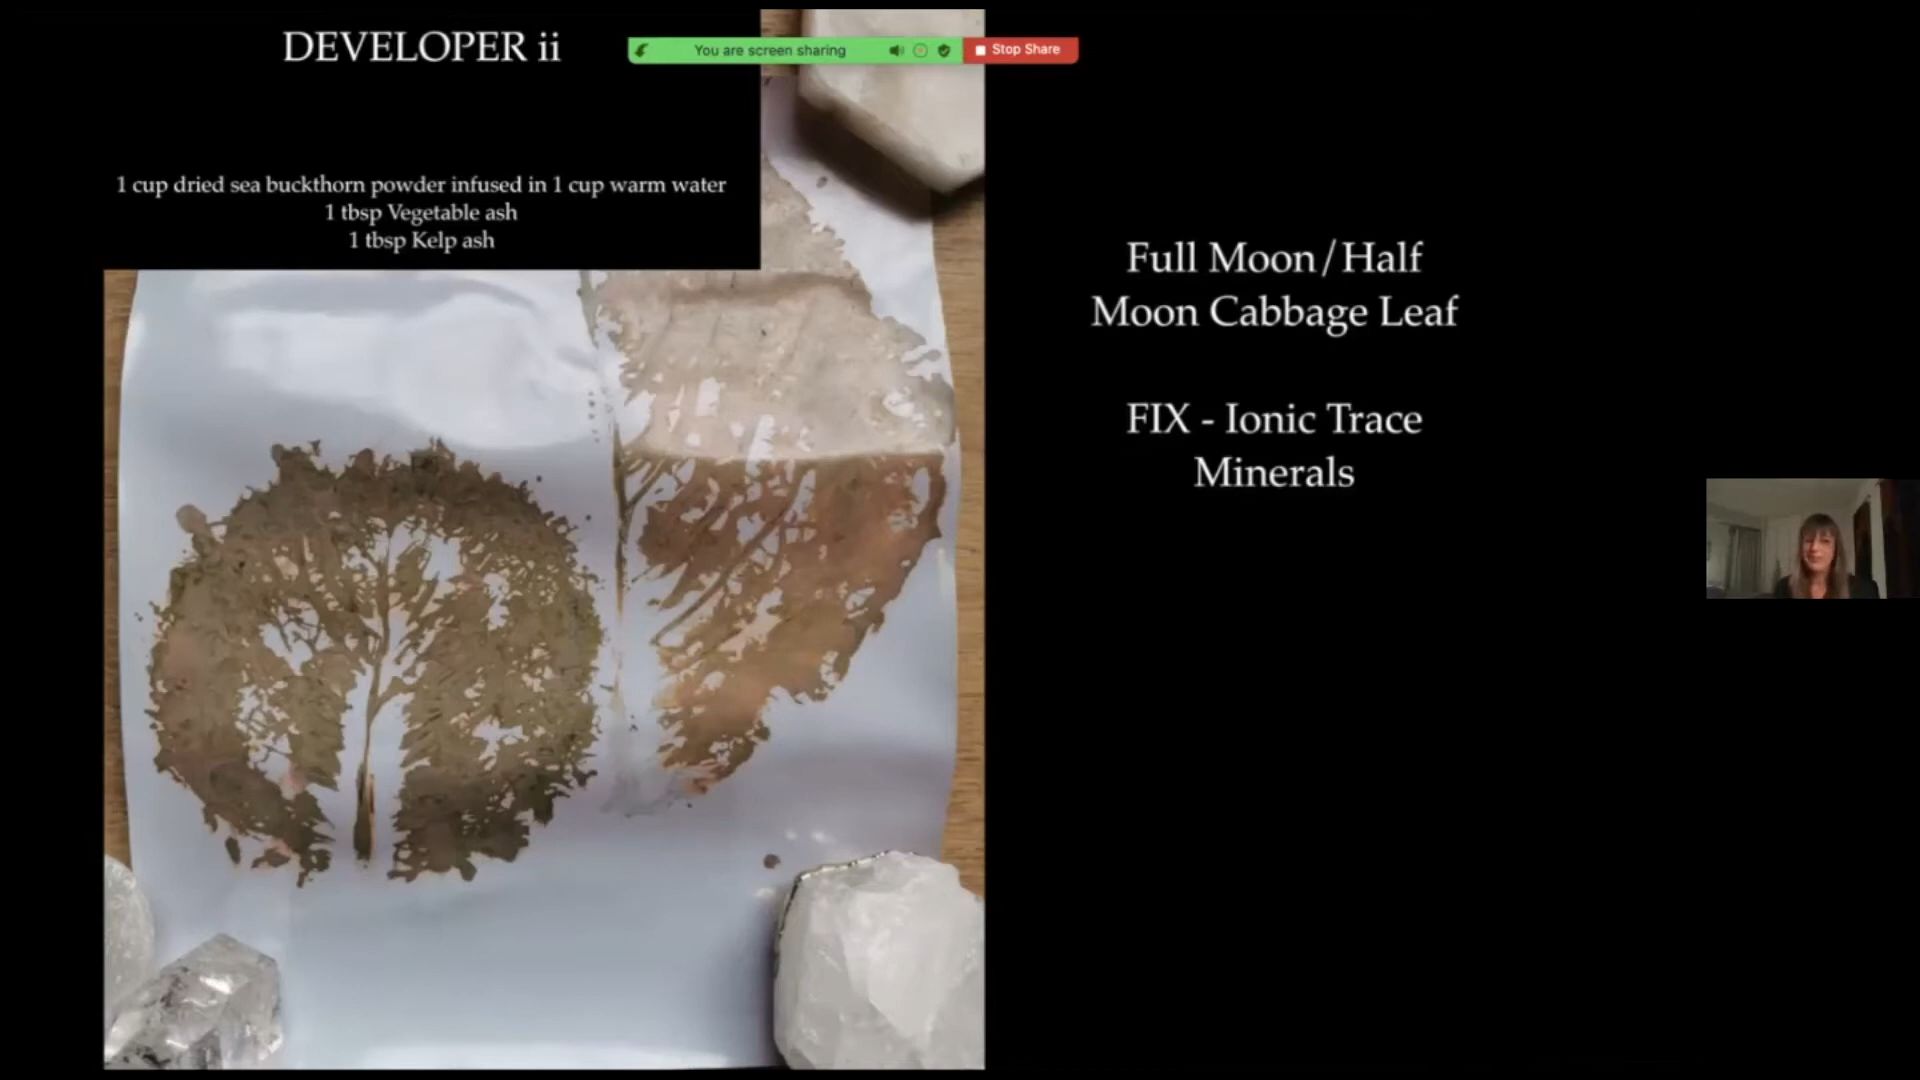 DEVELOPER ii
You are screen sharing
Stop Share
1 cup dried sea buckthorn powder infused in 1 cup warm water
1 tbsp Vegetable ash
1 tbsp Kelp ash
Full Moon/Half
Moon Cabbage Leaf
FIX - Ionic Trace
Minerals